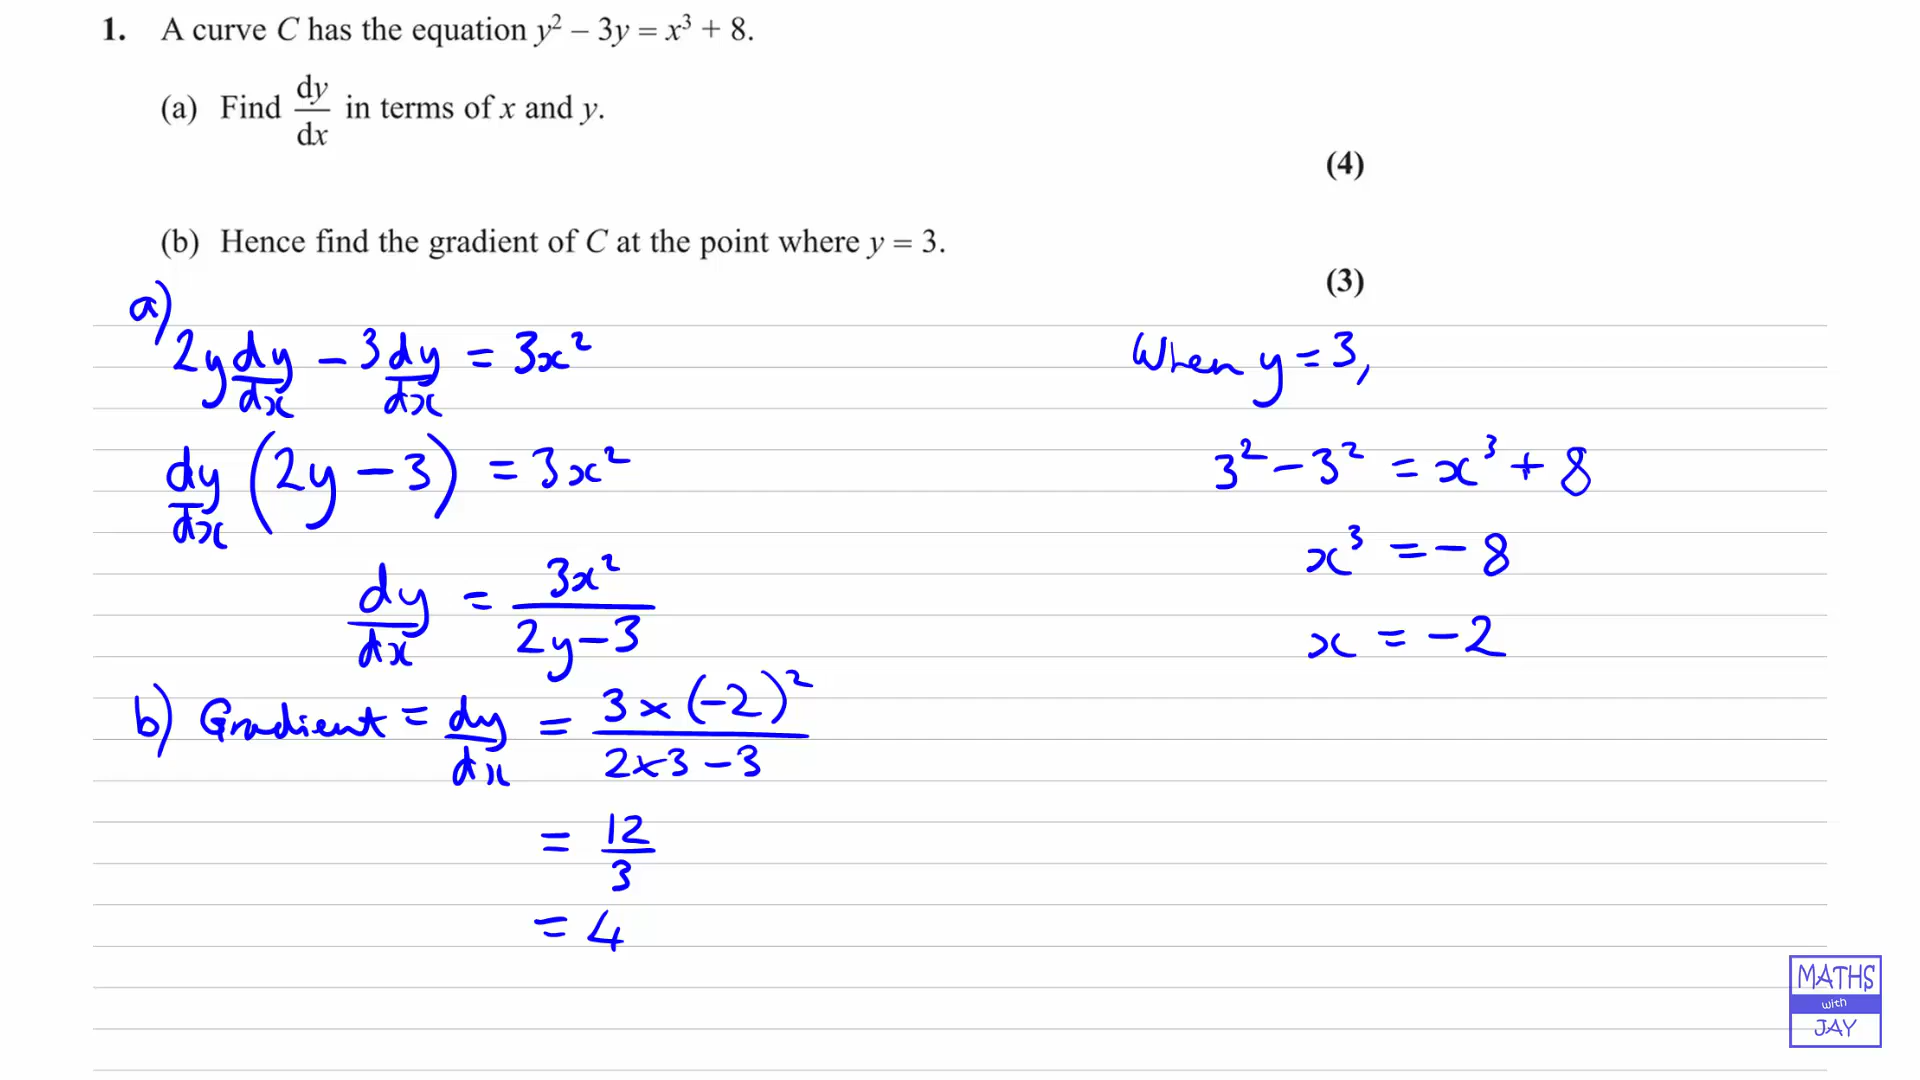 1. A curve C has the equation y² – 3y = x³ + 8.
(a) Find dy/dx in terms of x and y.
(4)
(b) Hence find the gradient of C at the point where y = 3.
(3)
a)
2y dy/dx – 3 dy/dx = 3x²
dy/dx (2y – 3) = 3x²
dy/dx = 3x²/(2y–3)
b) Gradient = dy/dx = (3×(–2)²)/(2×3–3)
= 12/3
= 4
When y = 3,
3² – 3² = x³ + 8
x³ = – 8
x = –2
MATHS
with
JAY